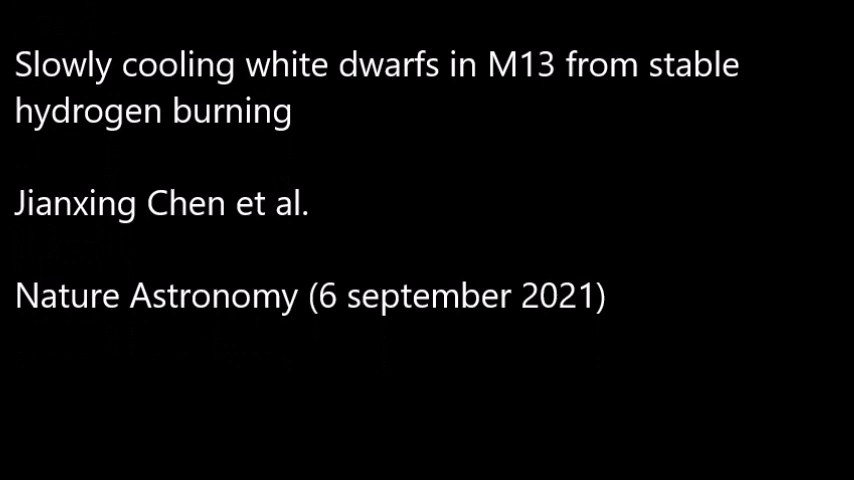 Slowly cooling white dwarfs in M13 from stable
hydrogen burning
Jianxing Chen et al.
Nature Astronomy (6 september 2021)